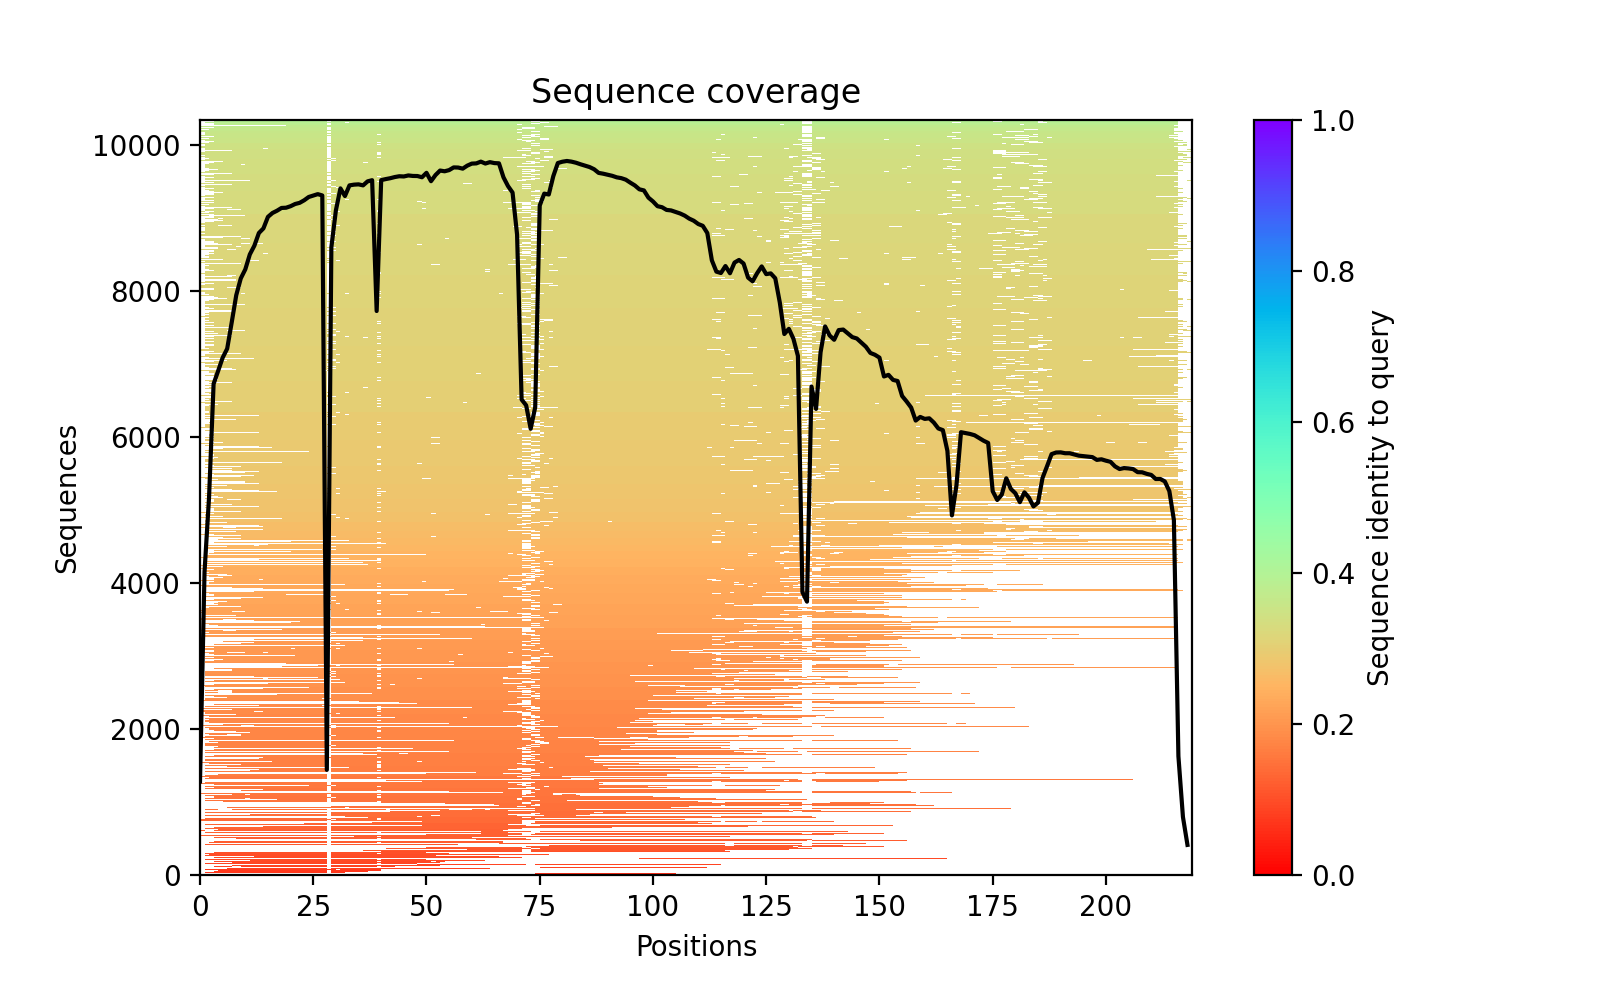 Sequence coverage
10000
8000
6000
4000
2000
0
Sequences
0 25 50 75 100 125 150 175 200
Positions
1.0
0.8
0.6
0.4
0.2
0.0
Sequence identity to query